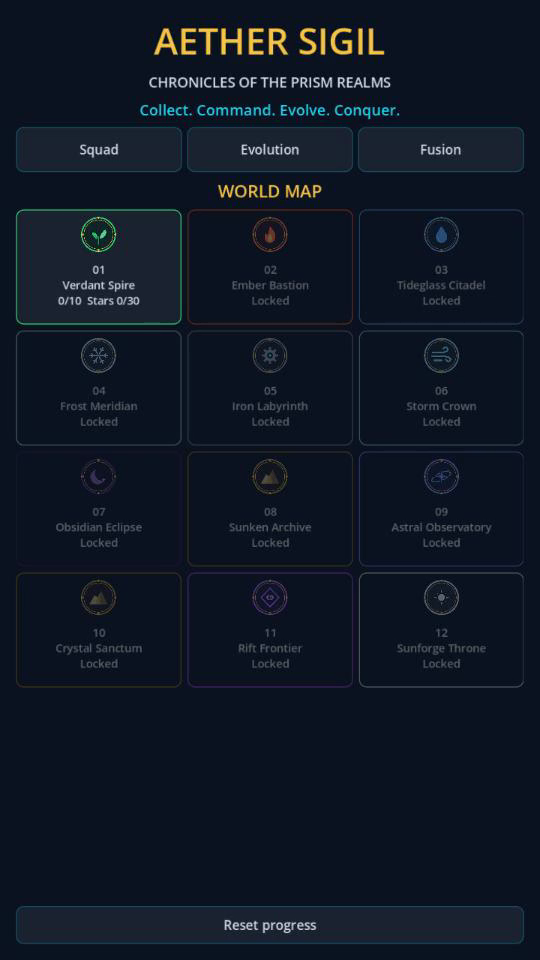 AETHER SIGIL
CHRONICLES OF THE PRISM REALMS
Collect. Command. Evolve. Conquer.
Squad
Evolution
Fusion
WORLD MAP
01
Verdant Spire
0/10 Stars 0/30
02
Ember Bastion
Locked
03
Tideglass Citadel
Locked
04
Frost Meridian
Locked
05
Iron Labyrinth
Locked
06
Storm Crown
Locked
07
Obsidian Eclipse
Locked
08
Sunken Archive
Locked
09
Astral Observatory
Locked
10
Crystal Sanctum
Locked
11
Rift Frontier
Locked
12
Sunforge Throne
Locked
Reset progress